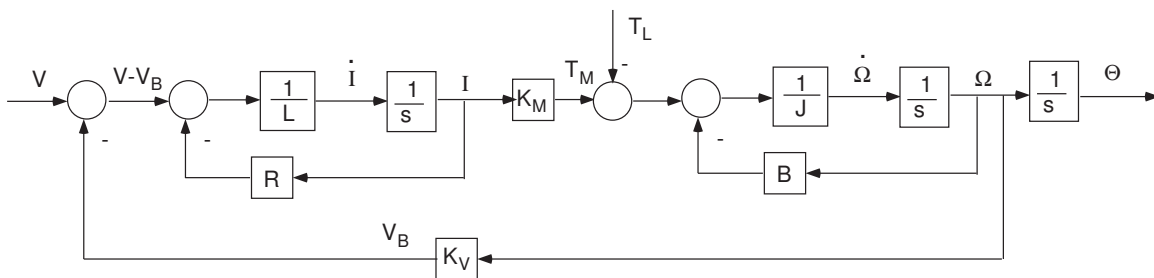 T_L
V
V-V_B
1/L
İ
1/s
I
K_M
T_M
-
1/J
Ω̇
1/s
Ω
1/s
Θ
-
-
-
R
B
V_B
K_V